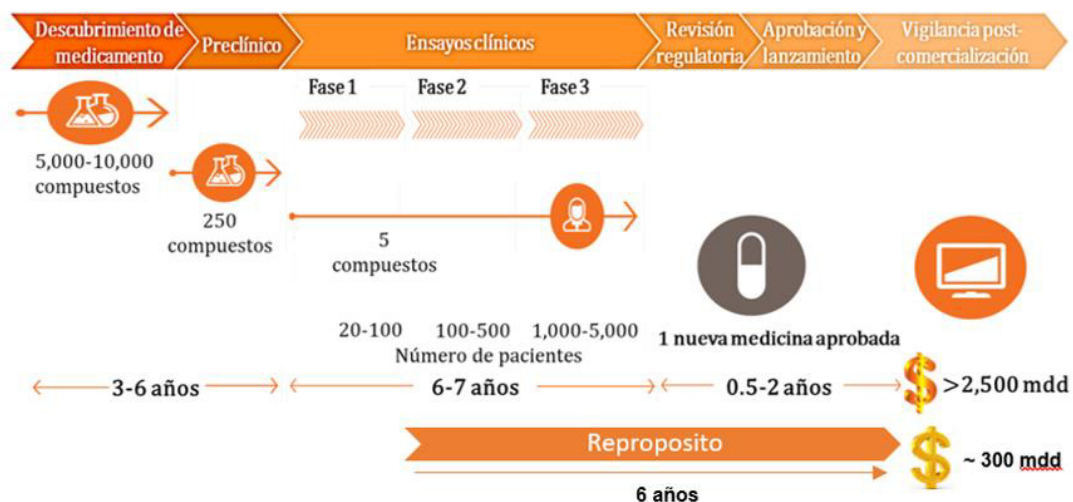 Descubrimiento de
medicamento
Preclínico
Ensayos clínicos
Revisión
regulatoria
Aprobación y
lanzamiento
Vigilancia post-
comercialización
Fase 1
Fase 2
Fase 3
5,000-10,000
compuestos
250
compuestos
5
compuestos
20-100
100-500
1,000-5,000
Número de pacientes
1 nueva medicina aprobada
3-6 años
6-7 años
0.5-2 años
$ >2,500 mdd
Reproposito
6 años
$ ~ 300 mdd